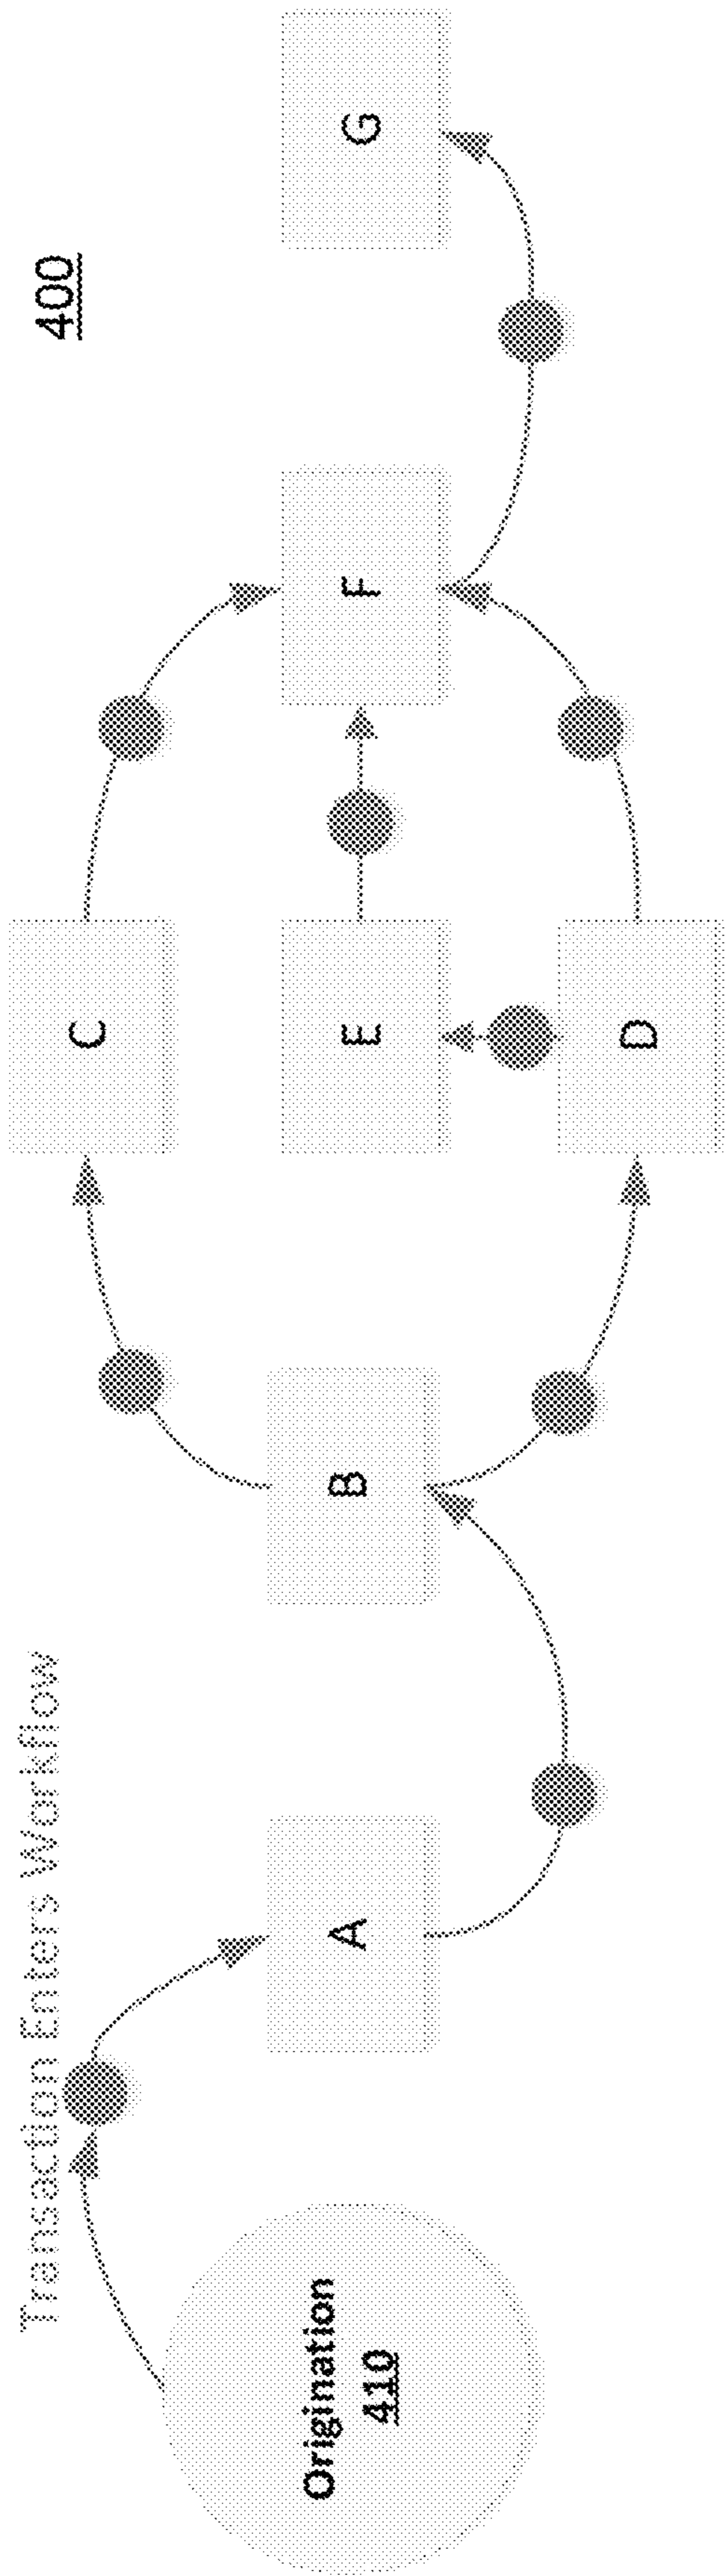 400
Transaction Enters Workflow
Origination
410
A
B
C
E
D
F
G